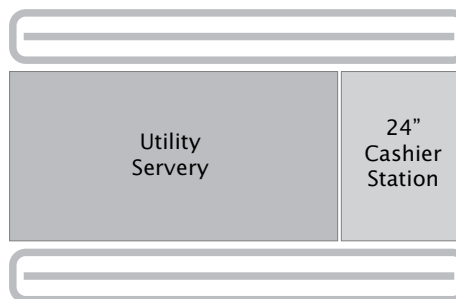 Utility
Servery
24”
Cashier
Station